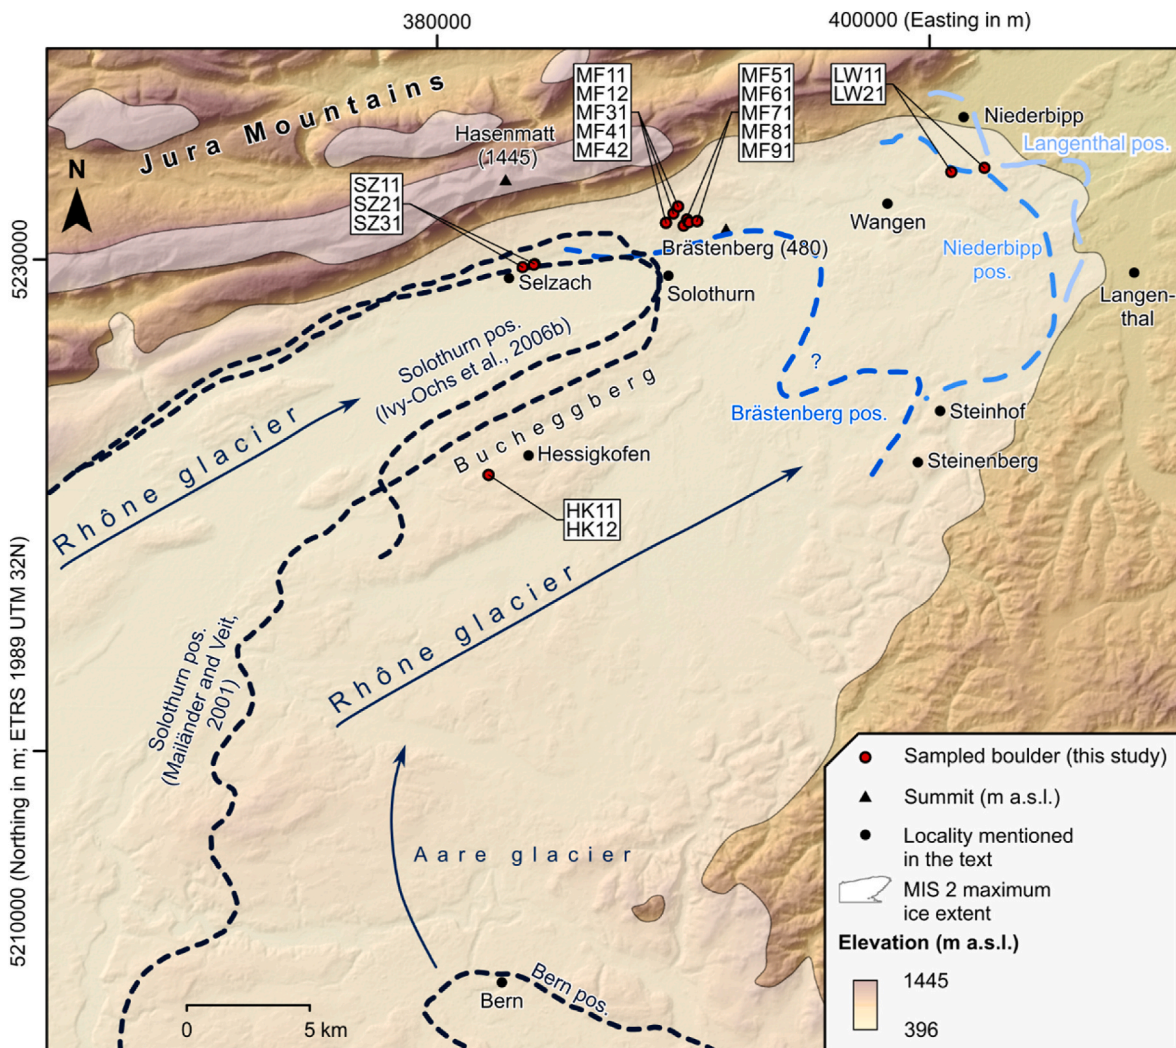 380000
400000 (Easting in m)
Jura Mountains
N
Hasenmatt
(1445)
MF11
MF12
MF31
MF41
MF42
MF51
MF61
MF71
MF81
MF91
LW11
LW21
Niederbipp
Langenthal pos.
SZ11
SZ21
SZ31
Wangen
Brästenberg (480)
5230000
Selzach
Solothurn
Niederbipp
pos.
Langen-
thal
Solothurn pos.
(Ivy-Ochs et al., 2006b)
?
Brästenberg pos.
Steinhof
Bucheggberg
Hessigkofen
Steinenberg
Rhône glacier
HK11
HK12
Rhône glacier
Solothurn pos.
(Mailänder and Veit,
2001)
Aare glacier
Bern pos.
Bern
0
5 km
5210000 (Northing in m; ETRS 1989 UTM 32N)
Sampled boulder (this study)
Summit (m a.s.l.)
Locality mentioned
in the text
MIS 2 maximum
ice extent
Elevation (m a.s.l.)
1445
396